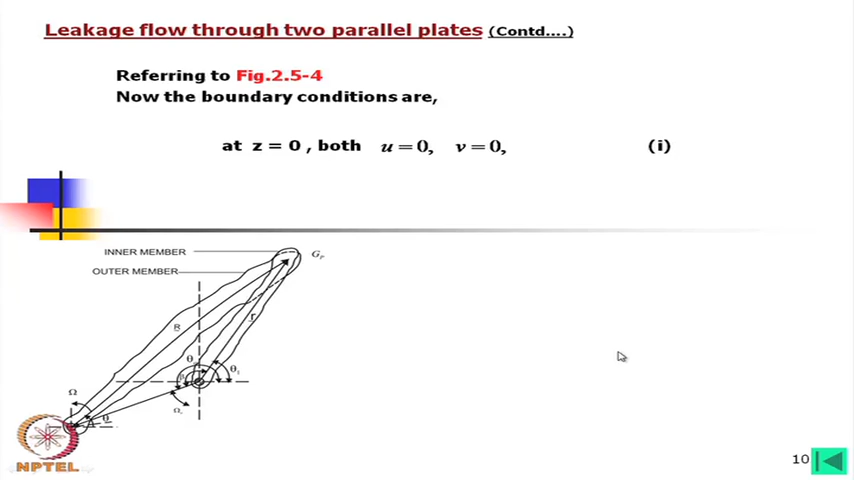 Leakage flow through two parallel plates (Contd....)
Referring to Fig.2.5-4
Now the boundary conditions are,
at z = 0 , both u = 0, v = 0, (i)
INNER MEMBER
G_P
OUTER MEMBER
r
R
θ
θ₁
Ω
θ
NPTEL
10